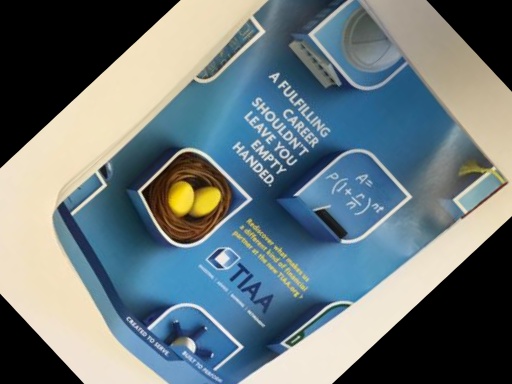 A FULFILLING
CAREER
SHOULDN'T
LEAVE YOU
EMPTY
HANDED.
A=
P(1+r/n)^nt
Rediscover what makes us
a different kind of financial
partner at the new TIAA.org.
TIAA
CREATED TO SERVE.
BUILT TO PERFORM.